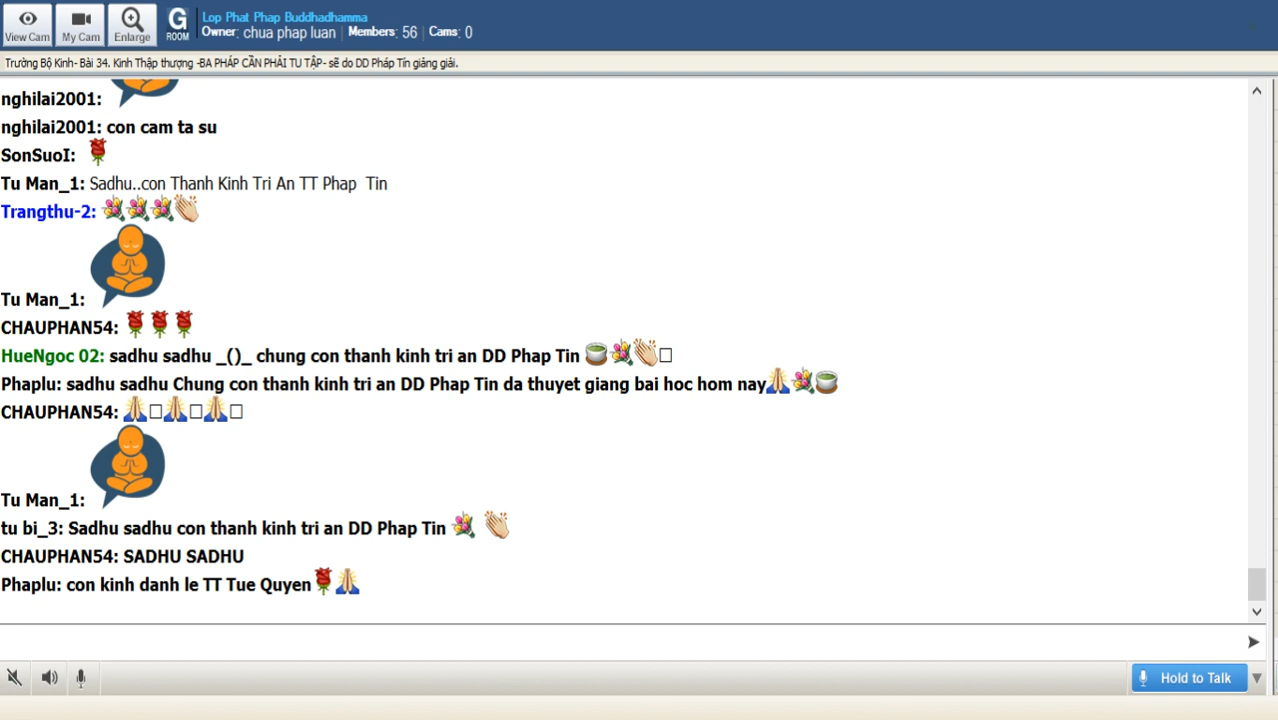 View Cam
My Cam
Enlarge
G
ROOM
Lop Phat Phap Buddhadhamma
Owner: chua phap luan | Members: 56 | Cams: 0
Trường Bộ Kinh- Bài 34. Kinh Thập thượng -BA PHÁP CẦN PHẢI TU TẬP- sẽ do DD Pháp Tín giảng giải.
nghilai2001:
nghilai2001: con cam ta su
SonSuoI:
Tu Man_1: Sadhu..con Thanh Kinh Tri An TT Phap Tin
Trangthu-2:
Tu Man_1:
CHAUPHAN54:
HueNgoc 02: sadhu sadhu _()_ chung con thanh kinh tri an DD Phap Tin
Phaplu: sadhu sadhu Chung con thanh kinh tri an DD Phap Tin da thuyet giang bai hoc hom nay
CHAUPHAN54:
Tu Man_1:
tu bi_3: Sadhu sadhu con thanh kinh tri an DD Phap Tin
CHAUPHAN54: SADHU SADHU
Phaplu: con kinh danh le TT Tue Quyen
Hold to Talk